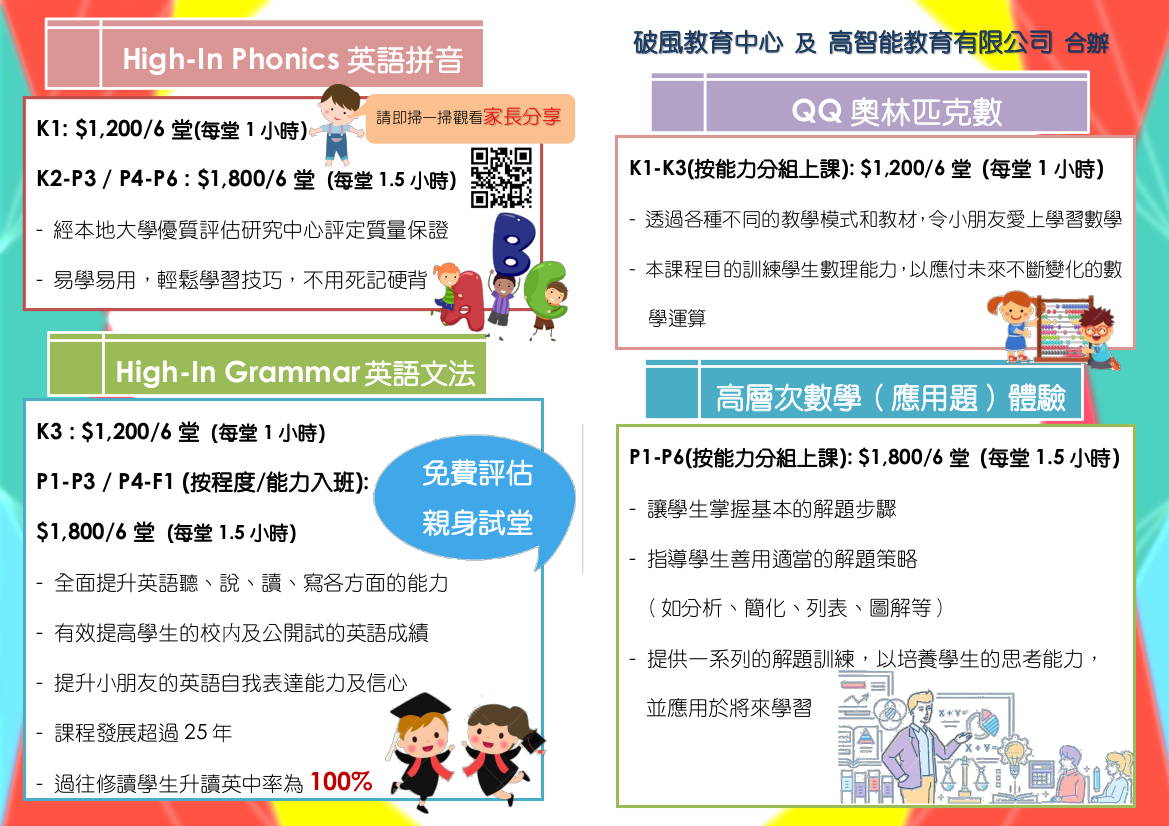 High-In Phonics 英語拼音
請即掃一掃觀看家長分享
K1: $1,200/6 堂(每堂 1 小時)
K2-P3 / P4-P6 : $1,800/6 堂 (每堂 1.5 小時)
- 經本地大學優質評估研究中心評定質量保證
- 易學易用，輕鬆學習技巧，不用死記硬背
A B C
High-In Grammar 英語文法
K3 : $1,200/6 堂 (每堂 1 小時)
P1-P3 / P4-F1 (按程度/能力入班):
$1,800/6 堂 (每堂 1.5 小時)
免費評估
親身試堂
- 全面提升英語聽、說、讀、寫各方面的能力
- 有效提高學生的校内及公開試的英語成績
- 提升小朋友的英語自我表達能力及信心
- 課程發展超過 25 年
- 過往修讀學生升讀英中率為 100%
破風教育中心 及 高智能教育有限公司 合辦
QQ 奧林匹克數
K1-K3(按能力分組上課): $1,200/6 堂 (每堂 1 小時)
- 透過各種不同的教學模式和教材，令小朋友愛上學習數學
- 本課程目的訓練學生數理能力，以應付未來不斷變化的數
學運算
高層次數學（應用題）體驗
P1-P6(按能力分組上課): $1,800/6 堂 (每堂 1.5 小時)
- 讓學生掌握基本的解題步驟
- 指導學生善用適當的解題策略
（如分析、簡化、列表、圖解等）
- 提供一系列的解題訓練，以培養學生的思考能力，
並應用於將來學習
X+Y=
X+Y=